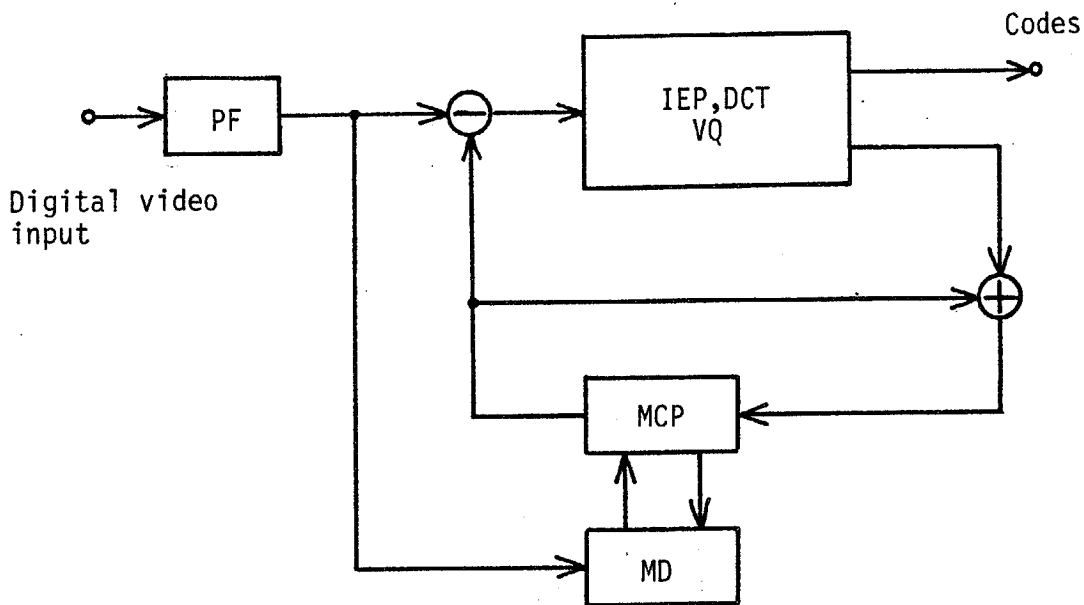 Codes
IEP,DCT
VQ
PF
Digital video
input
MCP
MD